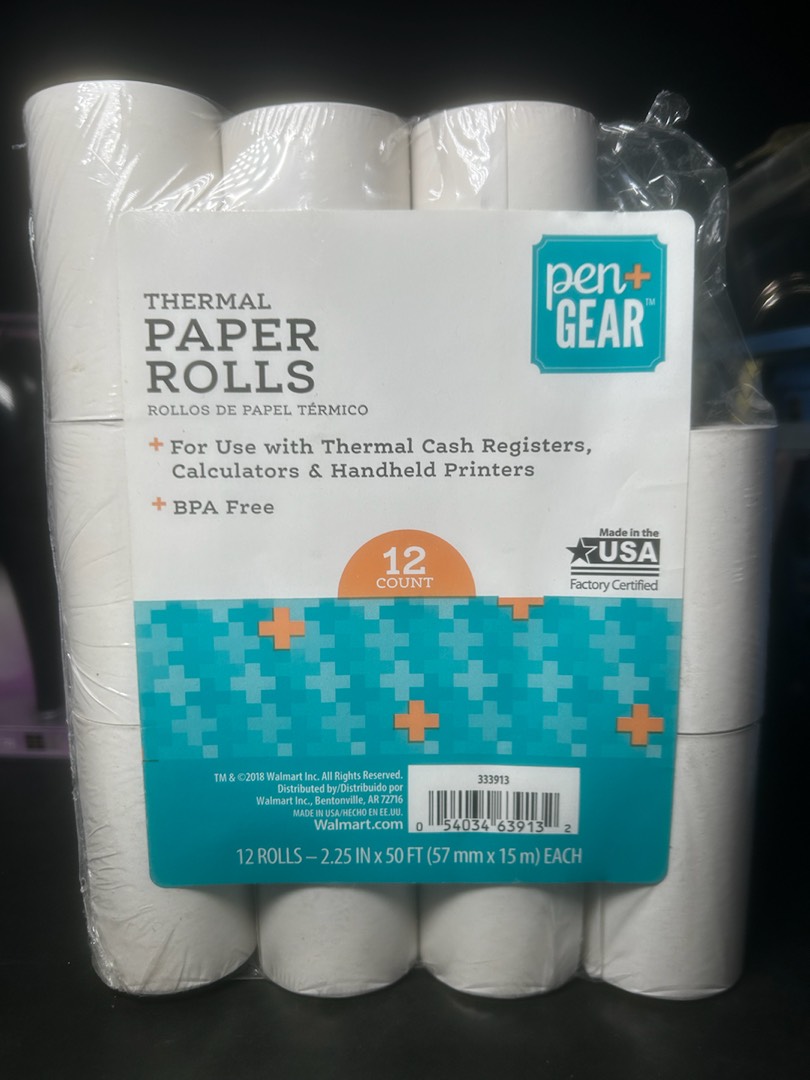 pen+
GEAR™
THERMAL
PAPER
ROLLS
ROLLOS DE PAPEL TÉRMICO
+ For Use with Thermal Cash Registers,
Calculators & Handheld Printers
+ BPA Free
12
COUNT
Made in the
USA
Factory Certified
TM & ©2018 Walmart Inc. All Rights Reserved.
Distributed by/Distribuido por
Walmart Inc., Bentonville, AR 72716
MADE IN USA/HECHO EN EE.UU.
Walmart.com
333913
0 54034 63913 2
12 ROLLS – 2.25 IN x 50 FT (57 mm x 15 m) EACH